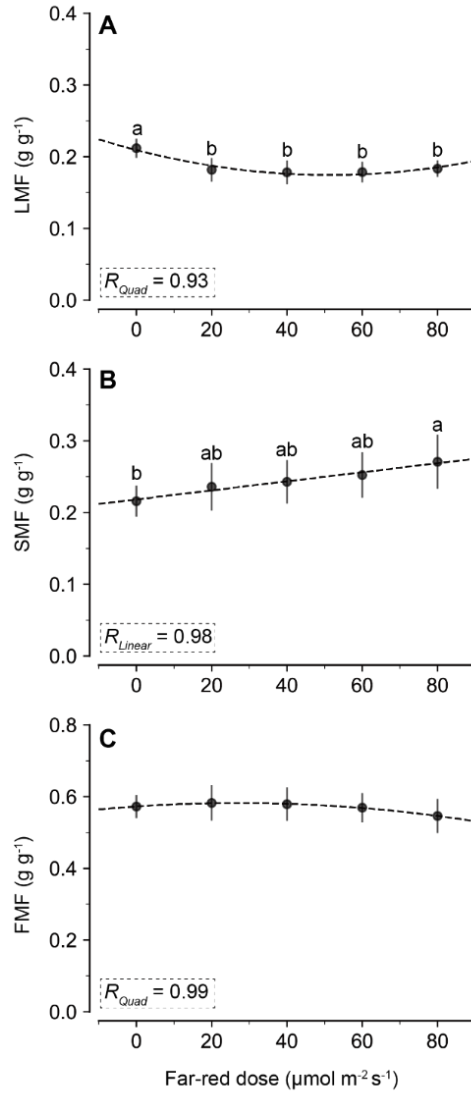 A
0.4
0.3
0.2
0.1
0.0
LMF (g g⁻¹)
a b b b b
R_Quad = 0.93
0 20 40 60 80
B
0.4
0.3
0.2
0.1
0.0
SMF (g g⁻¹)
b ab ab ab a
R_Linear = 0.98
0 20 40 60 80
C
0.8
0.6
0.4
0.2
0.0
FMF (g g⁻¹)
R_Quad = 0.99
0 20 40 60 80
Far-red dose (µmol m⁻² s⁻¹)